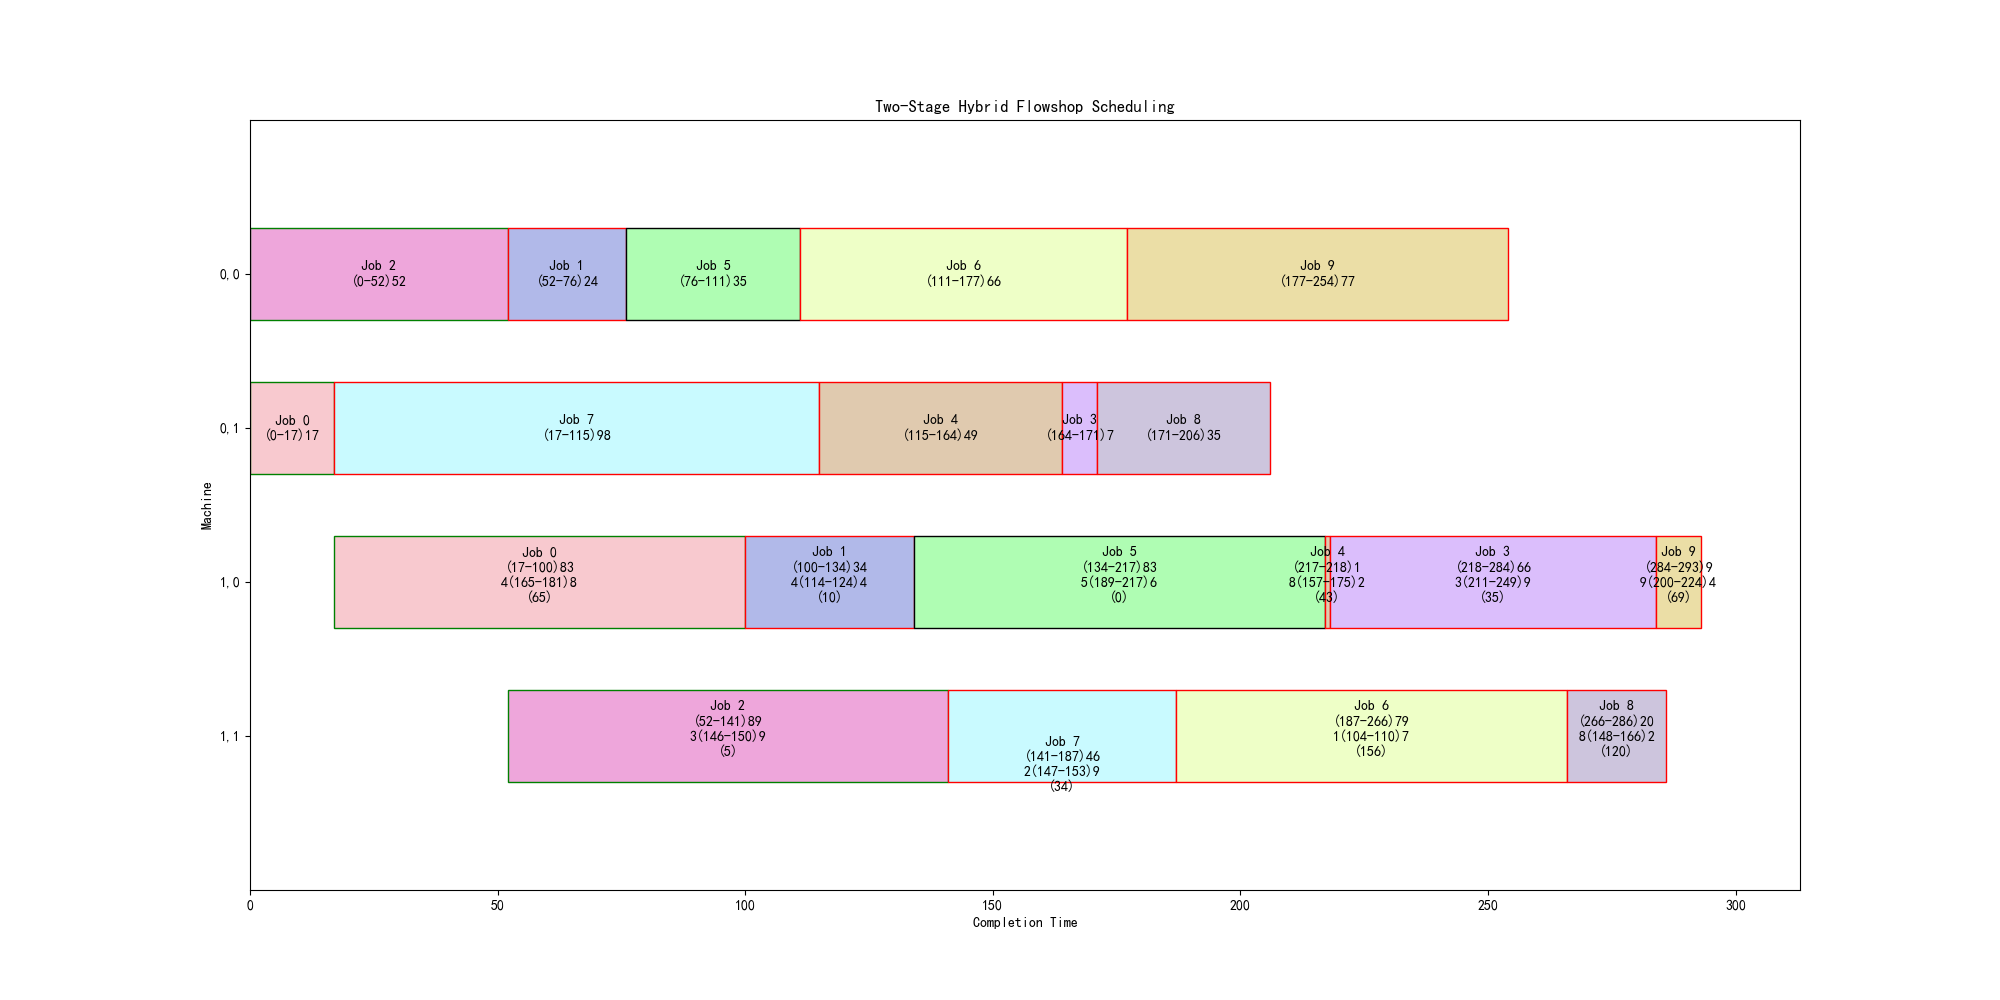 Two-Stage Hybrid Flowshop Scheduling
0,0
Job 2
(0-52)52
Job 1
(52-76)24
Job 5
(76-111)35
Job 6
(111-177)66
Job 9
(177-254)77
0,1
Job 0
(0-17)17
Job 7
(17-115)98
Job 4
(115-164)49
Job 3
(164-171)7
Job 8
(171-206)35
Machine
1,0
Job 0
(17-100)83
4(165-181)8
(65)
Job 1
(100-134)34
4(114-124)4
(10)
Job 5
(134-217)83
5(189-217)6
(0)
Job 4
(217-218)1
8(157-175)2
(43)
Job 3
(218-284)66
3(211-249)9
(35)
Job 9
(284-293)9
9(200-224)4
(69)
1,1
Job 2
(52-141)89
3(146-150)9
(5)
Job 7
(141-187)46
2(147-153)9
(34)
Job 6
(187-266)79
1(104-110)7
(156)
Job 8
(266-286)20
8(148-166)2
(120)
0
50
100
150
200
250
300
Completion Time